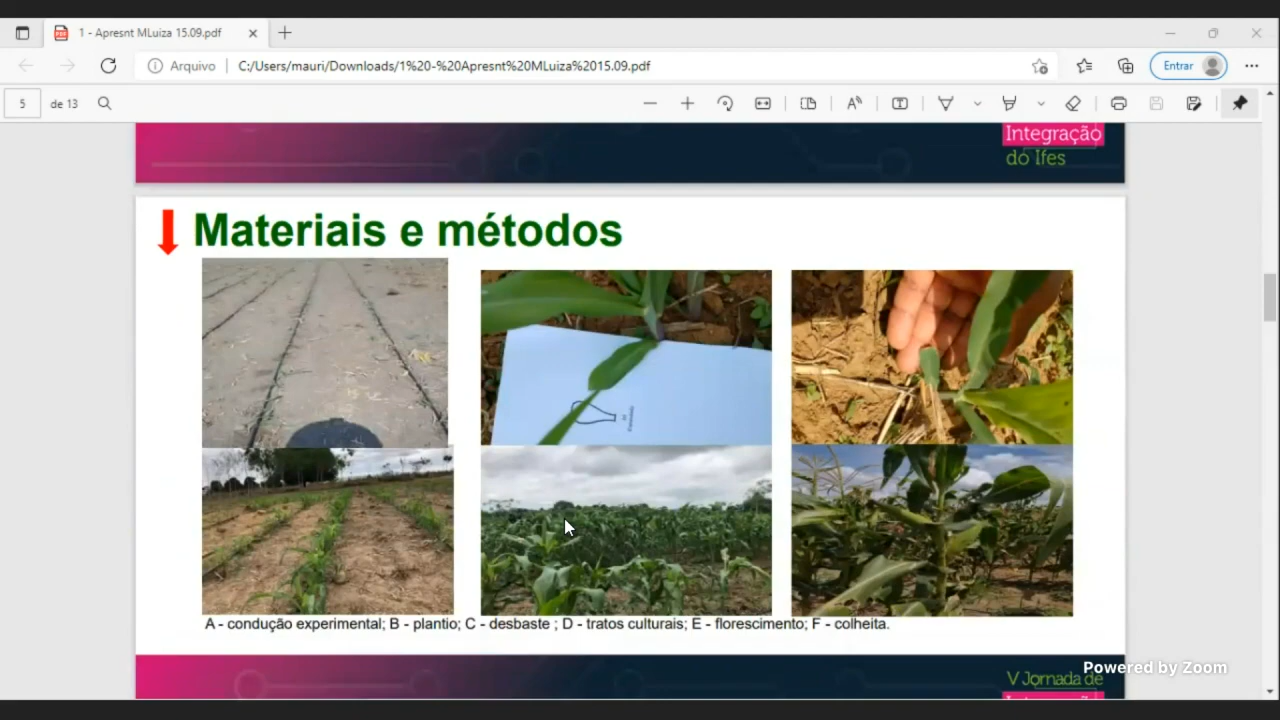 1 - Apresnt MLuiza 15.09.pdf
Arquivo
C:/Users/mauri/Downloads/1%20-%20Apresnt%20MLuiza%2015.09.pdf
Entrar
5
de 13
Integração
do Ifes
Materiais e métodos
A - condução experimental; B - plantio; C - desbaste ; D - tratos culturais; E - florescimento; F - colheita.
Powered by Zoom
V Jornada de